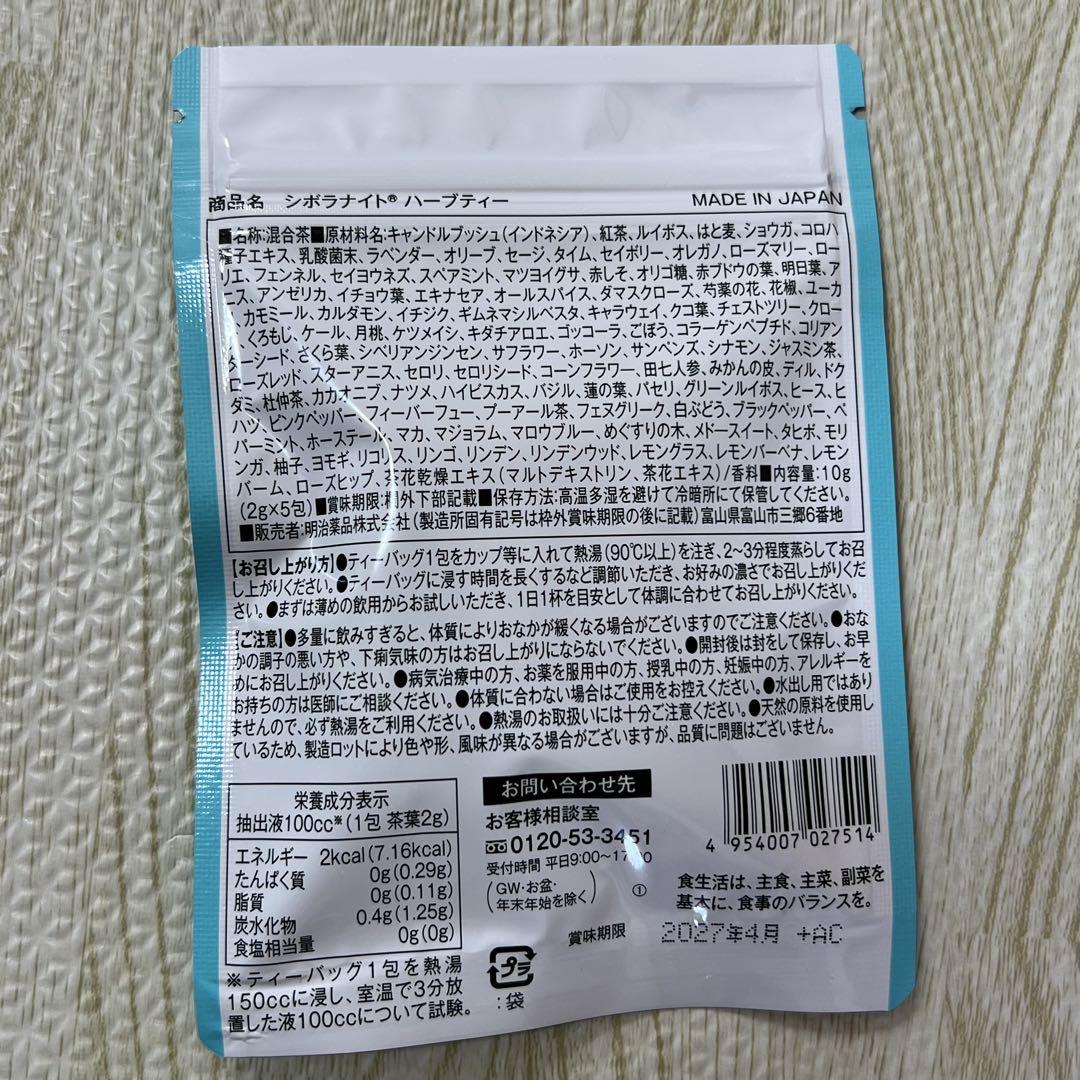 商品名 シボラナイト® ハーブティー MADE IN JAPAN
■名称:混合茶■原材料名:キャンドルブッシュ(インドネシア)、紅茶、ルイボス、はと麦、ショウガ、コロハ
種子エキス、乳酸菌末、ラベンダー、オリーブ、セージ、タイム、セイボリー、オレガノ、ローズマリー、ロー
リエ、フェンネル、セイヨウネズ、スペアミント、マツヨイグサ、赤しそ、オリゴ糖、赤ブドウの葉、明日葉、ア
ニス、アンゼリカ、イチョウ葉、エキナセア、オールスパイス、ダマスクローズ、芍薬の花、花椒、ユーカ
リ、カモミール、カルダモン、イチジク、ギムネマシルベスタ、キャラウェイ、クコ葉、チェストツリー、クロー
ブ、くろもじ、ケール、月桃、ケツメイシ、キダチアロエ、ゴッコーラ、ごぼう、コラーゲンペプチド、コリアン
ダーシード、さくら葉、シベリアンジンセン、サフラワー、ホーソン、サンペンズ、シナモン、ジャスミン茶、
ローズレッド、スターアニス、セロリ、セロリシード、コーンフラワー、田七人参、みかんの皮、ディル、ドク
ダミ、杜仲茶、カカオニブ、ナツメ、ハイビスカス、バジル、蓮の葉、パセリ、グリーンルイボス、ヒース、ヒ
ハツ、ピンクペッパー、フィーバーフュー、プーアール茶、フェヌグリーク、白ぶどう、ブラックペッパー、ペ
パーミント、ホーステール、マカ、マジョラム、マロウブルー、めぐすりの木、メドースイート、タヒボ、モリ
ンガ、柚子、ヨモギ、リコリス、リンゴ、リンデン、リンデンウッド、レモングラス、レモンバーベナ、レモン
バーム、ローズヒップ、茶花乾燥エキス(マルトデキストリン、茶花エキス)/香料■内容量:10g
(2g×5包)■賞味期限:欄外下部記載■保存方法:高温多湿を避けて冷暗所にて保管してください。
■販売者:明治薬品株式会社(製造所固有記号は枠外賞味期限の後に記載)富山県富山市三郷6番地
【お召し上がり方】●ティーバッグ1包をカップ等に入れて熱湯(90℃以上)を注ぎ、2~3分程度蒸らしてお召
し上がりください。●ティーバッグに浸す時間を長くするなど調節いただき、お好みの濃さでお召し上がりくだ
さい。●まずは薄めの飲用からお試しいただき、1日1杯を目安として体調に合わせてお召し上がりください。
【ご注意】●多量に飲みすぎると、体質によりおなかが緩くなる場合がございますのでご注意ください。●おな
かの調子の悪い方や、下痢気味の方はお召し上がりにならないでください。●開封後は封をして保存し、お早
めにお召し上がりください。●病気治療中の方、お薬を服用中の方、授乳中の方、妊娠中の方、アレルギーを
お持ちの方は医師にご相談ください。●体質に合わない場合はご使用をお控えください。●水出し用ではあり
ませんので、必ず熱湯をご利用ください。●熱湯のお取扱いには十分ご注意ください。●天然の原料を使用し
ているため、製造ロットにより色や形、風味が異なる場合がございますが、品質に問題はございません。
栄養成分表示
抽出液100cc※(1包 茶葉2g)
エネルギー 2kcal(7.16kcal)
たんぱく質 0g(0.29g)
脂質 0g(0.11g)
炭水化物 0.4g(1.25g)
食塩相当量 0g(0g)
※ティーバッグ1包を熱湯
150ccに浸し、室温で3分放
置した液100ccについて試験。
お問い合わせ先
お客様相談室
0120-53-3451
受付時間 平日9:00~17:00
(GW・お盆・
年末年始を除く) ①
4 954007 027514
食生活は、主食、主菜、副菜を
基本に、食事のバランスを。
賞味期限 2027年4月 +AC
プラ
:袋